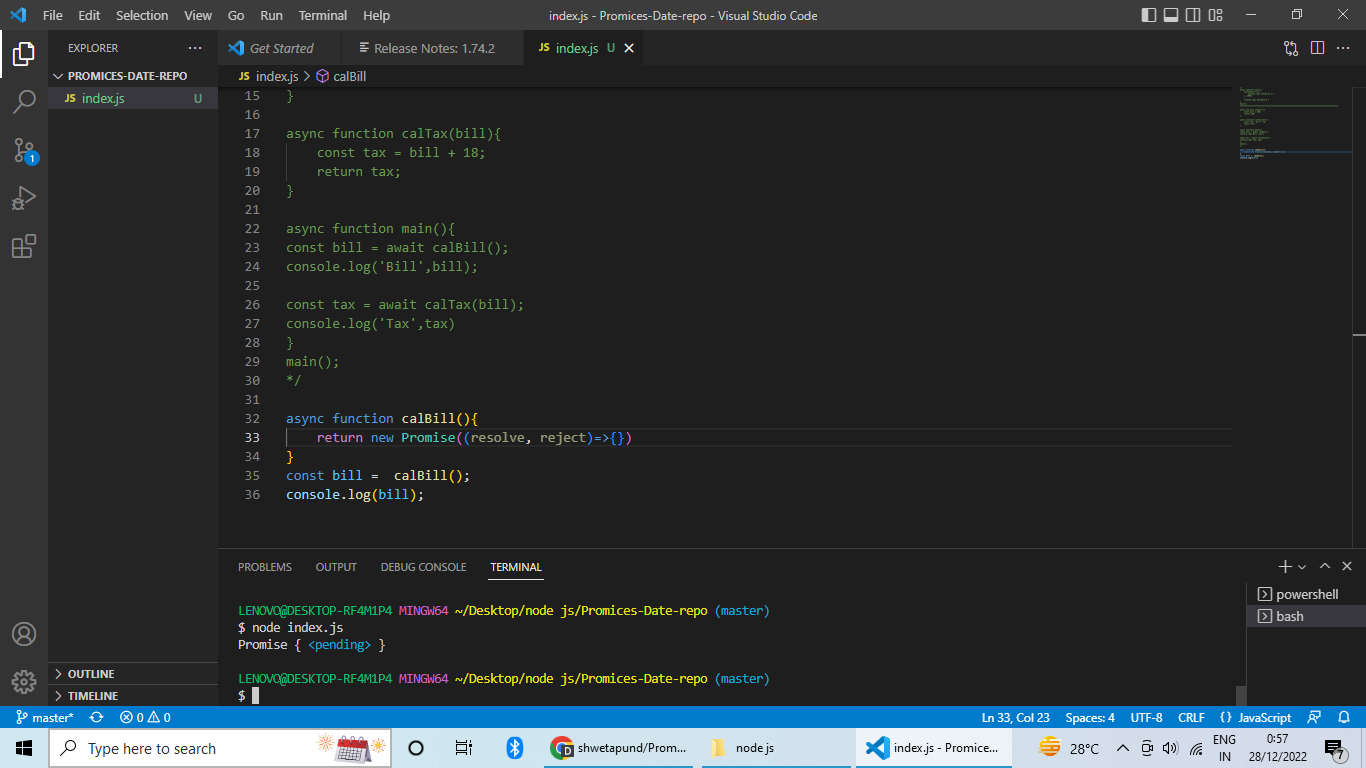 File Edit Selection View Go Run Terminal Help index.js - Promices-Date-repo - Visual Studio Code
EXPLORER
Get Started
Release Notes: 1.74.2
JS index.js U
PROMICES-DATE-REPO
JS index.js > calBill
JS index.js U
15 }
16
17 async function calTax(bill){
18 const tax = bill + 18;
19 return tax;
20 }
21
22 async function main(){
23 const bill = await calBill();
24 console.log('Bill',bill);
25
26 const tax = await calTax(bill);
27 console.log('Tax',tax)
28 }
29 main();
30 */
31
32 async function calBill(){
33 return new Promise((resolve, reject)=>{})
34 }
35 const bill =  calBill();
36 console.log(bill);
1
PROBLEMS OUTPUT DEBUG CONSOLE TERMINAL
LENOVO@DESKTOP-RF4M1P4 MINGW64 ~/Desktop/node js/Promices-Date-repo (master)
$ node index.js
Promise { <pending> }
LENOVO@DESKTOP-RF4M1P4 MINGW64 ~/Desktop/node js/Promices-Date-repo (master)
$
powershell
bash
OUTLINE
TIMELINE
master* 0 0 Ln 33, Col 23 Spaces: 4 UTF-8 CRLF {} JavaScript
Type here to search
shwetapund/Prom...
node js
index.js - Promice...
28°C
ENG
IN
0:57
28/12/2022
7